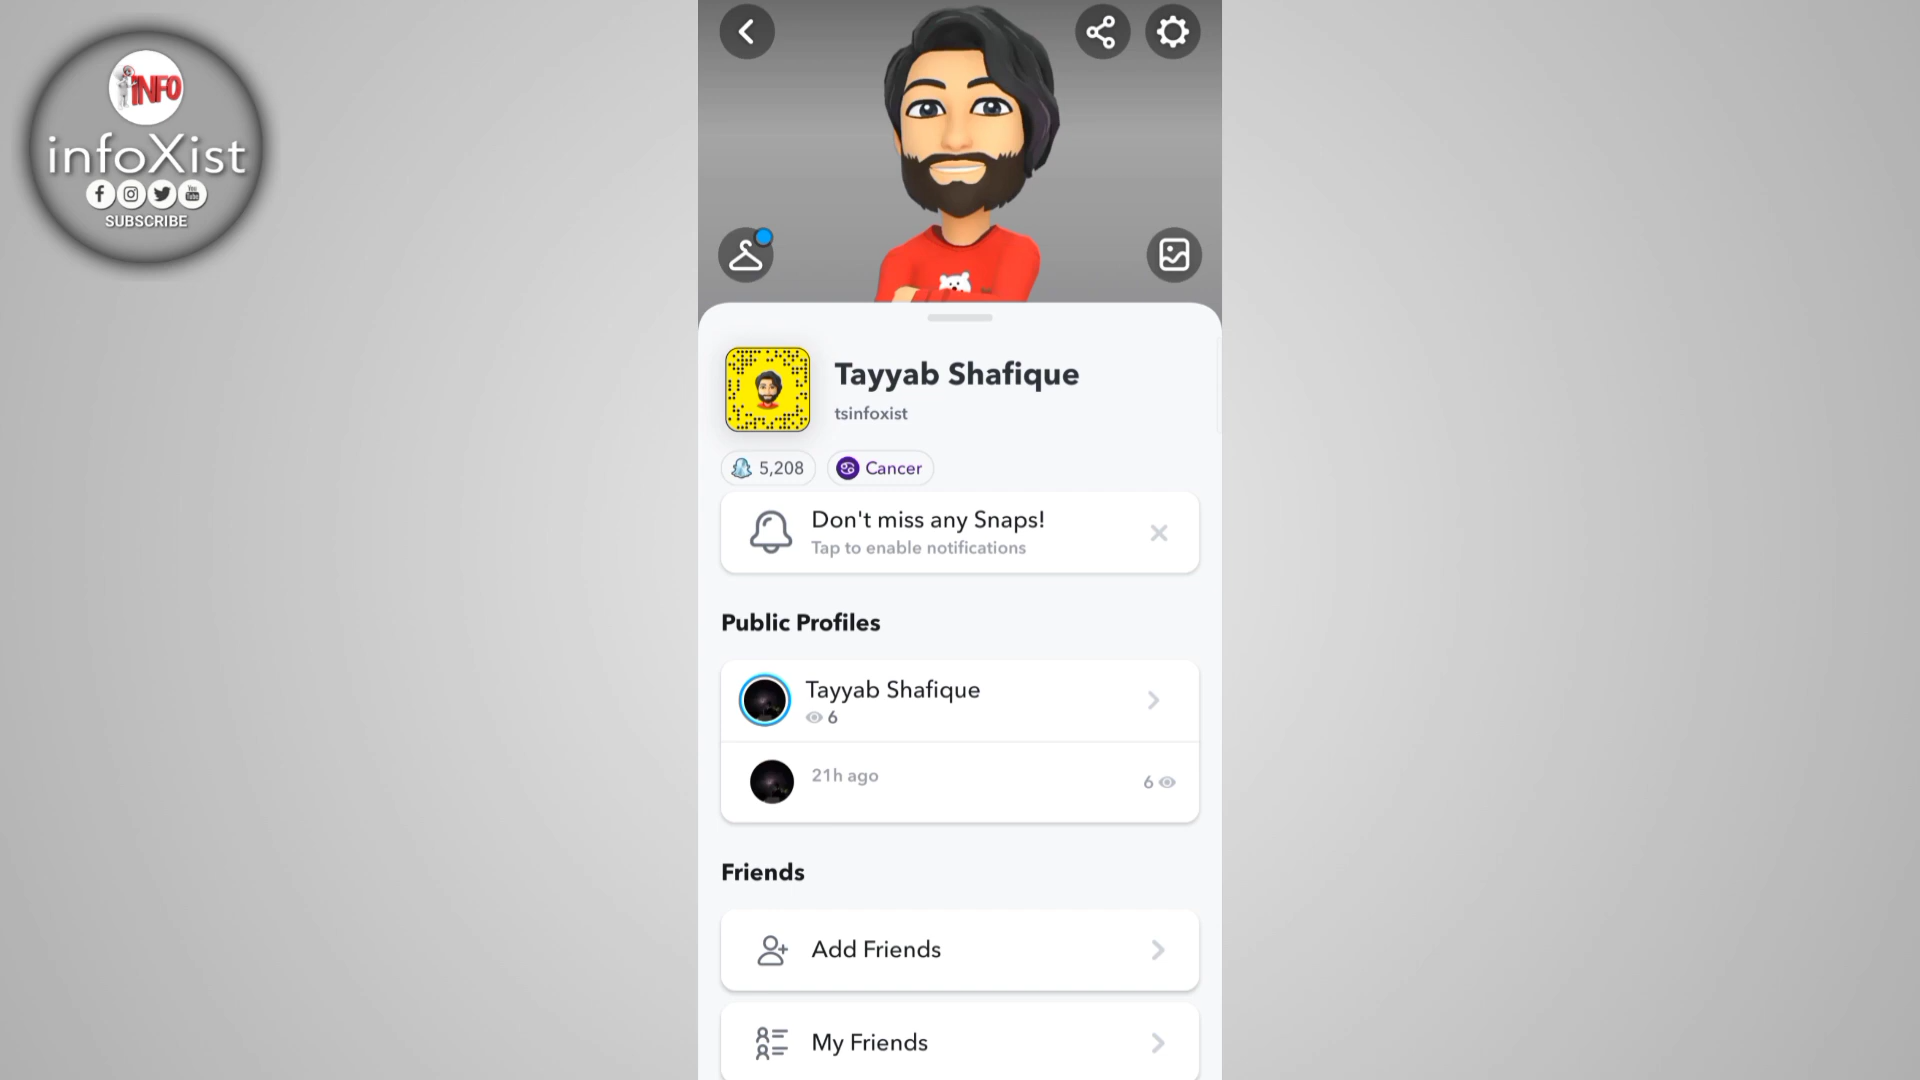 INFO
infoXist
SUBSCRIBE
Tayyab Shafique
tsinfoxist
5,208
Cancer
Don't miss any Snaps!
Tap to enable notifications
Public Profiles
Tayyab Shafique
6
21h ago
6
Friends
Add Friends
My Friends